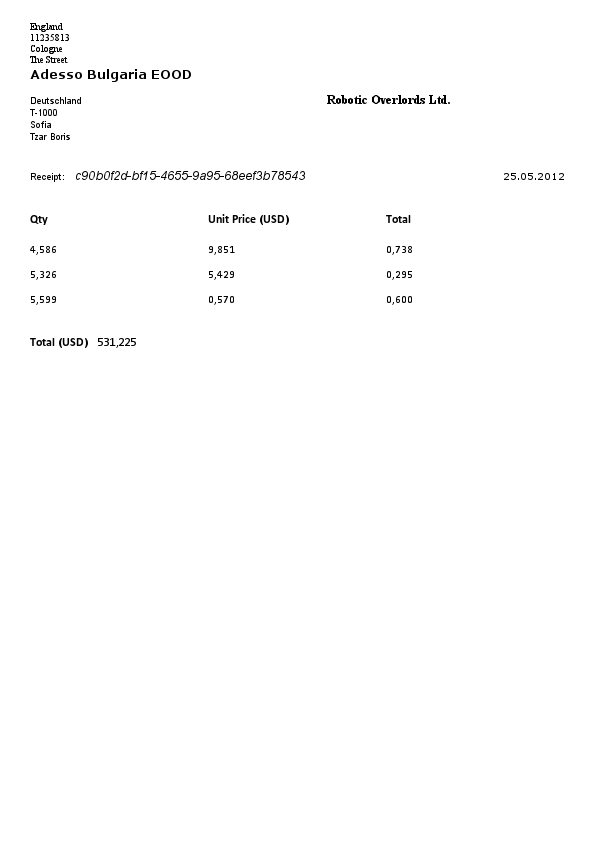 England
11235813
Cologne
The Street
Adesso Bulgaria EOOD
Deutschland
Robotic Overlords Ltd.
T-1000
Sofia
Tzar Boris
Receipt: c90b0f2d-bf15-4655-9a95-68eef3b78543 25.05.2012
Qty Unit Price (USD) Total
4,586 9,851 0,738
5,326 5,429 0,295
5,599 0,570 0,600
Total (USD) 531,225